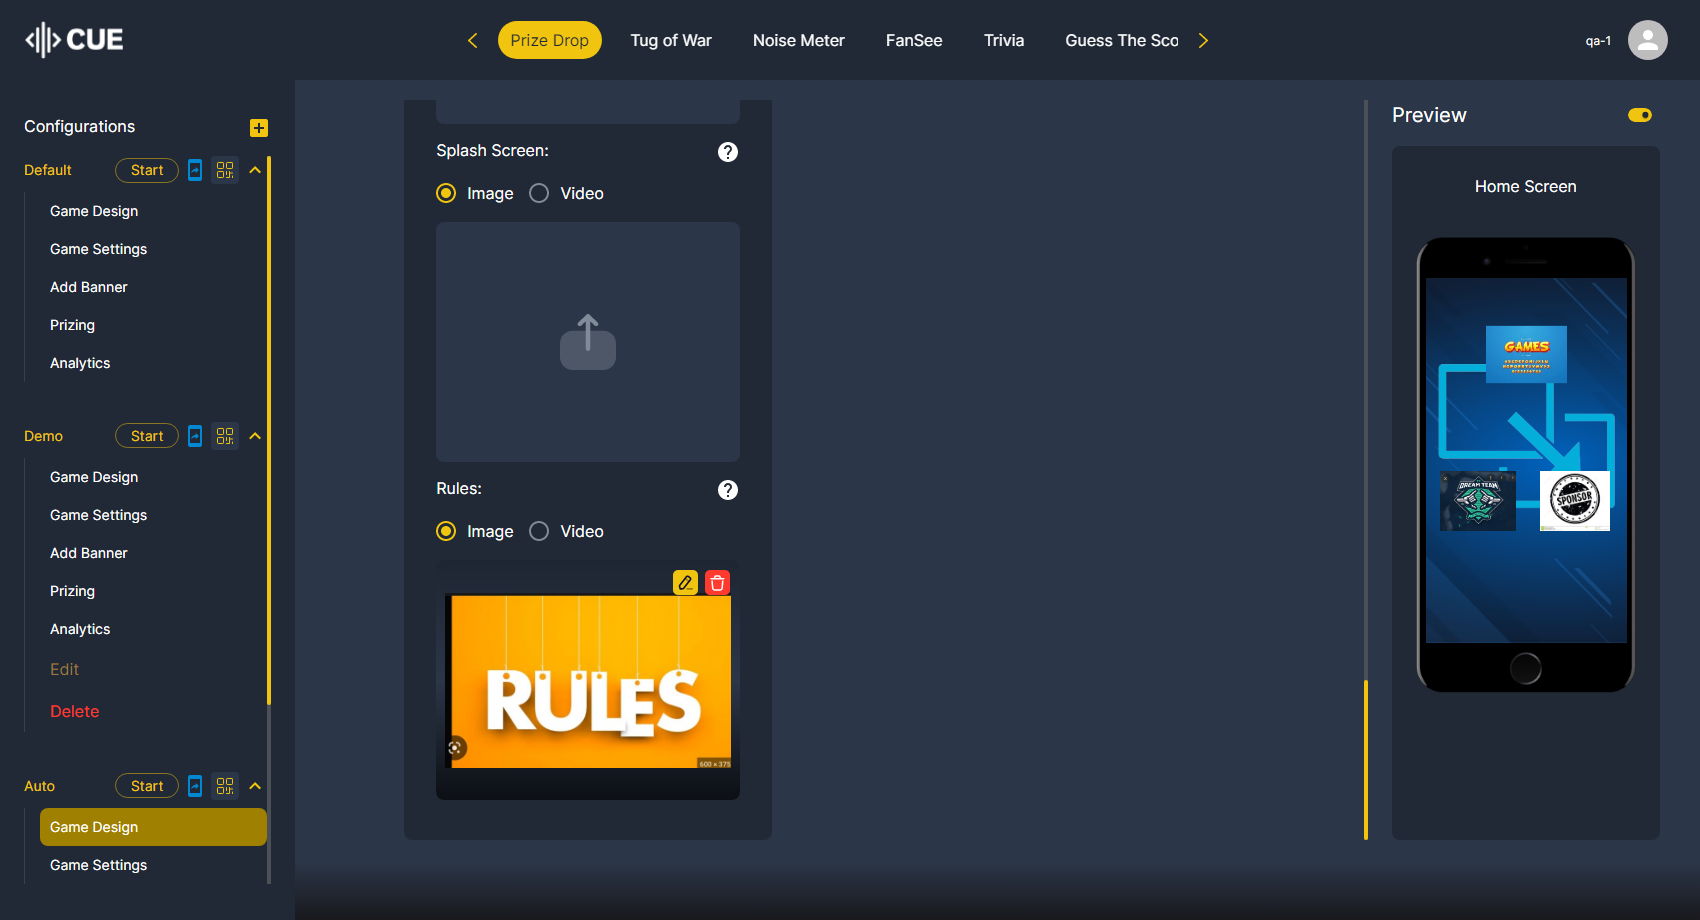 CUE
Prize Drop
Tug of War
Noise Meter
FanSee
Trivia
Guess The Sco
qa-1
Configurations
Default
Start
Game Design
Game Settings
Add Banner
Prizing
Analytics
Demo
Start
Game Design
Game Settings
Add Banner
Prizing
Analytics
Edit
Delete
Auto
Start
Game Design
Game Settings
Splash Screen:
?
Image
Video
Rules:
?
Image
Video
RULES
600 × 375
Preview
Home Screen
GAMES
DREAM TEAM
SPONSOR